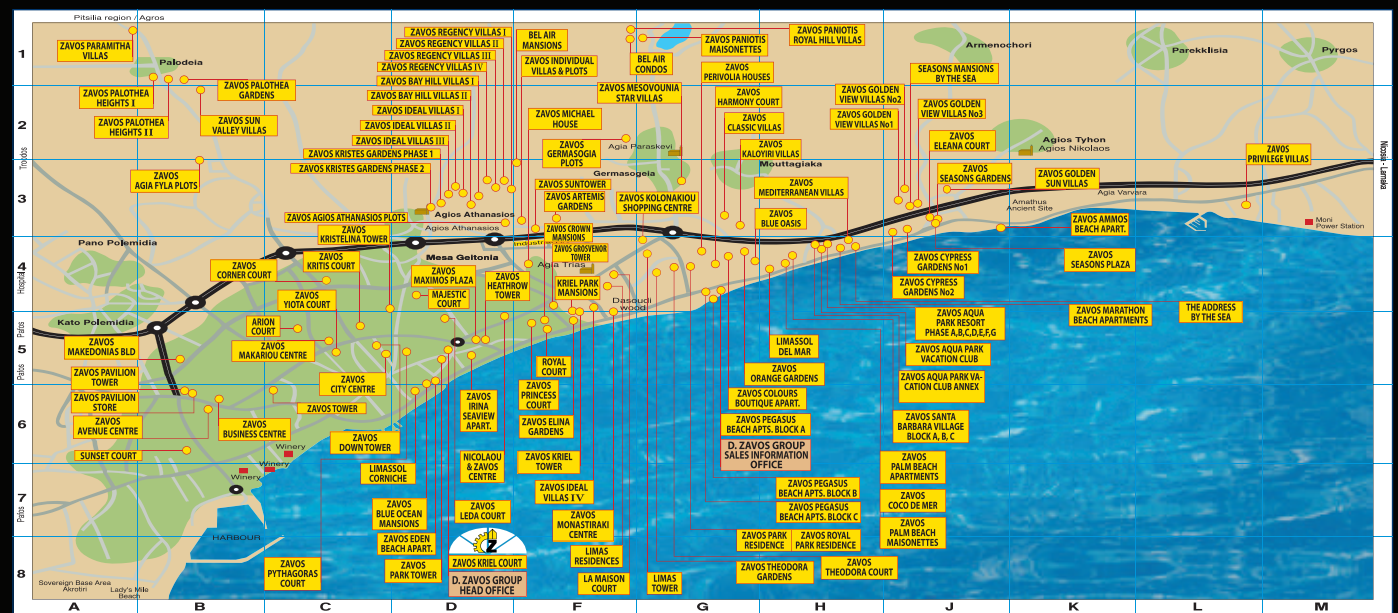 Pitsilia region / Agros
ZAVOS PARAMITHA
VILLAS
Palodeia
ZAVOS PALOTHEA
HEIGHTS I
ZAVOS PALOTHEA
HEIGHTS II
ZAVOS PALOTHEA
GARDENS
ZAVOS SUN
VALLEY VILLAS
ZAVOS
AGIA FYLA PLOTS
ZAVOS REGENCY VILLAS I
ZAVOS REGENCY VILLAS II
ZAVOS REGENCY VILLAS III
ZAVOS REGENCY VILLAS IV
ZAVOS BAY HILL VILLAS I
ZAVOS BAY HILL VILLAS II
ZAVOS IDEAL VILLAS I
ZAVOS IDEAL VILLAS II
ZAVOS IDEAL VILLAS III
ZAVOS KRISTES GARDENS PHASE 1
ZAVOS KRISTES GARDENS PHASE 2
ZAVOS AGIOS ATHANASIOS PLOTS
ZAVOS
KRISTELINA TOWER
BEL AIR
MANSIONS
ZAVOS INDIVIDUAL
VILLAS & PLOTS
ZAVOS MICHAEL
HOUSE
ZAVOS
GERMASOGIA
PLOTS
ZAVOS SUNTOWER
ZAVOS ARTEMIS
GARDENS
ZAVOS CROWN
MANSIONS
ZAVOS GROSVENOR
TOWER
BEL AIR
CONDOS
ZAVOS MESOVOUNIA
STAR VILLAS
Agia Paraskevi
Germasogeia
ZAVOS KOLONAKIOU
SHOPPING CENTRE
ZAVOS PANIOTIS
MAISONETTES
ZAVOS PANIOTIS
ROYAL HILL VILLAS
ZAVOS
PERIVOLIA HOUSES
ZAVOS
HARMONY COURT
ZAVOS
CLASSIC VILLAS
ZAVOS
KALOYIRI VILLAS
Mouttagiaka
ZAVOS
MEDITERRANEAN VILLAS
ZAVOS
BLUE OASIS
ZAVOS GOLDEN
VIEW VILLAS No2
ZAVOS GOLDEN
VIEW VILLAS No1
ZAVOS GOLDEN
VIEW VILLAS No3
Armenochori
SEASONS MANSIONS
BY THE SEA
ZAVOS
ELEANA COURT
ZAVOS
SEASONS GARDENS
Agios Tyhon
Agios Nikolaos
ZAVOS GOLDEN
SUN VILLAS
Amathus
Ancient Site
Agia Varvara
Parekklisia
Pyrgos
ZAVOS
PRIVILEGE VILLAS
Moni
Power Station
Nicosia - Larnaka
Troodos
Hospital
Pafos
Pafos
Pafos
Agios Athanasios
Agios Athanasios
Industr
Agia Trias
Mesa Geitonia
Pano Polemidia
Kato Polemidia
ZAVOS
CORNER COURT
ZAVOS
KRITIS COURT
ZAVOS
YIOTA COURT
ARION
COURT
ZAVOS
MAKARIOU CENTRE
ZAVOS
MAXIMOS PLAZA
MAJESTIC
COURT
ZAVOS
HEATHROW
TOWER
KRIEL PARK
MANSIONS
Dasoudi
wood
ZAVOS AMMOS
BEACH APART.
ZAVOS
SEASONS PLAZA
ZAVOS CYPRESS
GARDENS No1
ZAVOS CYPRESS
GARDENS No2
ZAVOS AQUA
PARK RESORT
PHASE A,B,C,D,E,F,G
ZAVOS MARATHON
BEACH APARTMENTS
THE ADDRESS
BY THE SEA
ZAVOS AQUA PARK
VACATION CLUB
ZAVOS AQUA PARK VA-
CATION CLUB ANNEX
ZAVOS SANTA
BARBARA VILLAGE
BLOCK A, B, C
ZAVOS
PALM BEACH
APARTMENTS
ZAVOS
COCO DE MER
ZAVOS
PALM BEACH
MAISONETTES
ZAVOS
MAKEDONIAS BLD
ZAVOS PAVILION
TOWER
ZAVOS PAVILION
STORE
ZAVOS
AVENUE CENTRE
SUNSET COURT
ZAVOS
BUSINESS CENTRE
ZAVOS
CITY CENTRE
ZAVOS TOWER
ZAVOS
DOWN TOWER
LIMASSOL
CORNICHE
ZAVOS
BLUE OCEAN
MANSIONS
ZAVOS EDEN
BEACH APART.
ZAVOS
PARK TOWER
ZAVOS
PYTHAGORAS
COURT
Winery
Winery
Winery
HARBOUR
Sovereign Base Area
Akrotiri
Lady's Mile
Beach
ZAVOS
IRINA
SEAVIEW
APART.
NICOLAOU
& ZAVOS
CENTRE
ZAVOS
LEDA COURT
Z
ZAVOS KRIEL COURT
D. ZAVOS GROUP
HEAD OFFICE
ROYAL
COURT
ZAVOS
PRINCESS
COURT
ZAVOS ELINA
GARDENS
ZAVOS KRIEL
TOWER
ZAVOS IDEAL
VILLAS IV
ZAVOS
MONASTIRAKI
CENTRE
LIMAS
RESIDENCES
LA MAISON
COURT
LIMAS
TOWER
LIMASSOL
DEL MAR
ZAVOS
ORANGE GARDENS
ZAVOS COLOURS
BOUTIQUE APART.
ZAVOS PEGASUS
BEACH APTS. BLOCK A
D. ZAVOS GROUP
SALES INFORMATION
OFFICE
ZAVOS PEGASUS
BEACH APTS. BLOCK B
ZAVOS PEGASUS
BEACH APTS. BLOCK C
ZAVOS PARK
RESIDENCE
ZAVOS ROYAL
PARK RESIDENCE
ZAVOS THEODORA
GARDENS
ZAVOS
THEODORA COURT
1
2
3
4
5
6
7
8
A B C D F G H J K L M